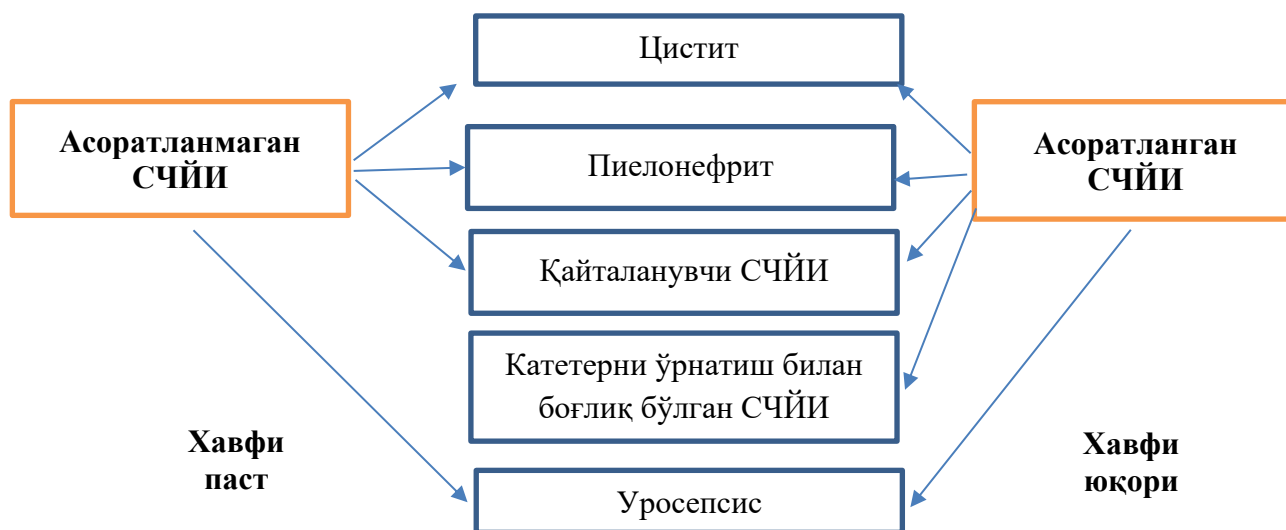 Цистит
Асоратланмаган
СЧЙИ
Пиелонефрит
Асоратланган
СЧЙИ
Қайталанувчи СЧЙИ
Катетерни ўрнатиш билан
боғлиқ бўлган СЧЙИ
Хавфи
паст
Хавфи
юқори
Уросепсис